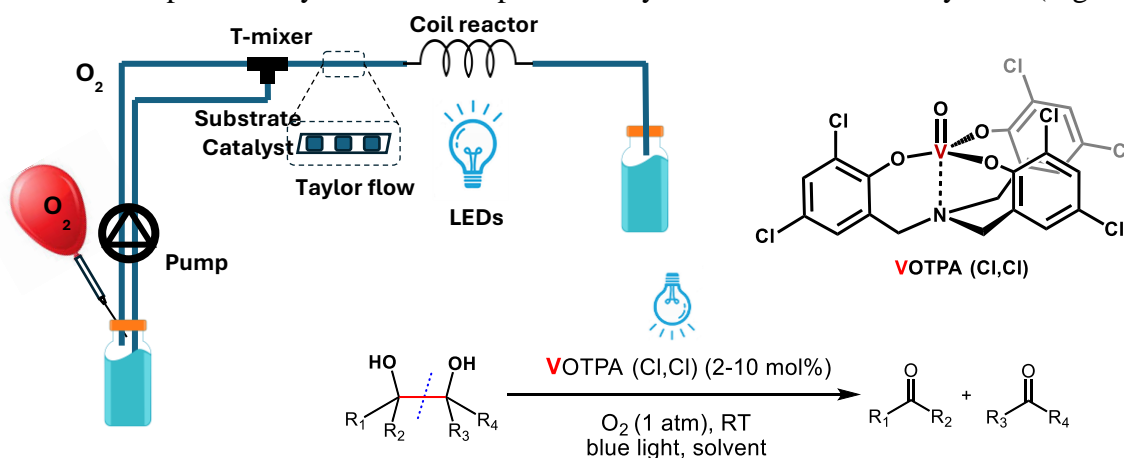 Coil reactor
T-mixer
O2
Substrate
Catalyst
Taylor flow
LEDs
O2
Pump
Cl
Cl
Cl
Cl
Cl
Cl
O
V
O
O
O
N
VOTPA (Cl,Cl)
HO
OH
R1
R2
R3
R4
VOTPA (Cl,Cl) (2-10 mol%)
O2 (1 atm), RT
blue light, solvent
O
R1
R2
+
O
R3
R4